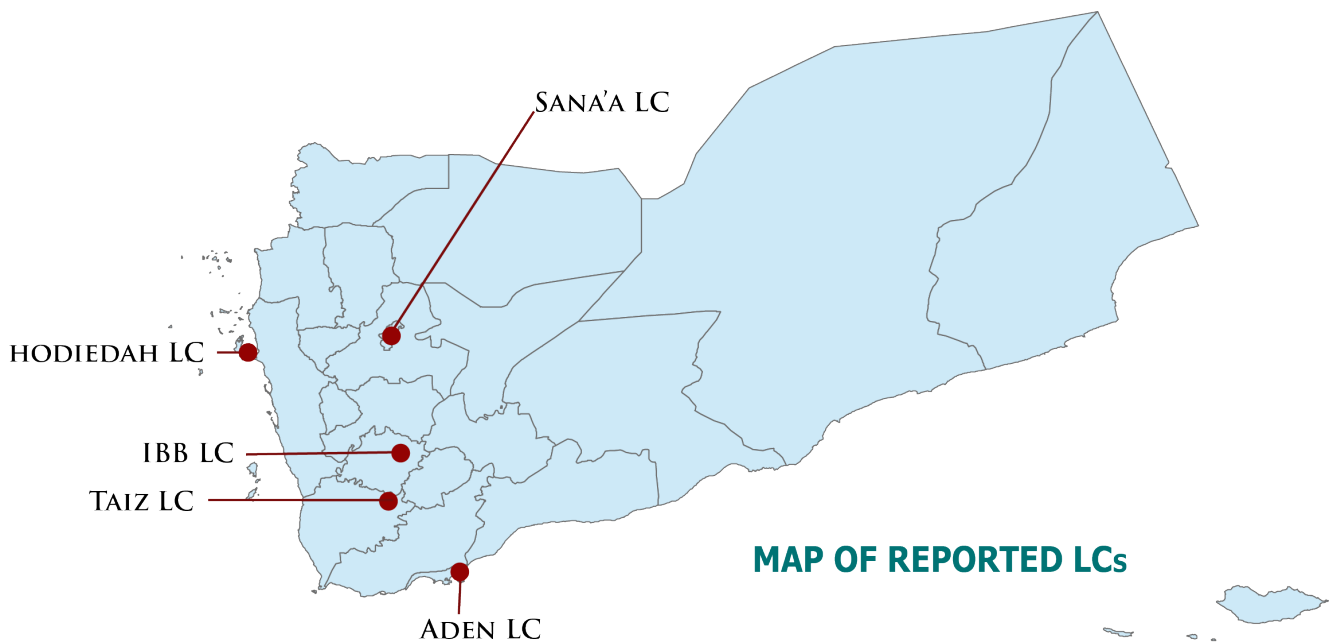 SANA'A LC
HODIEDAH LC
IBB LC
TAIZ LC
MAP OF REPORTED LCs
ADEN LC